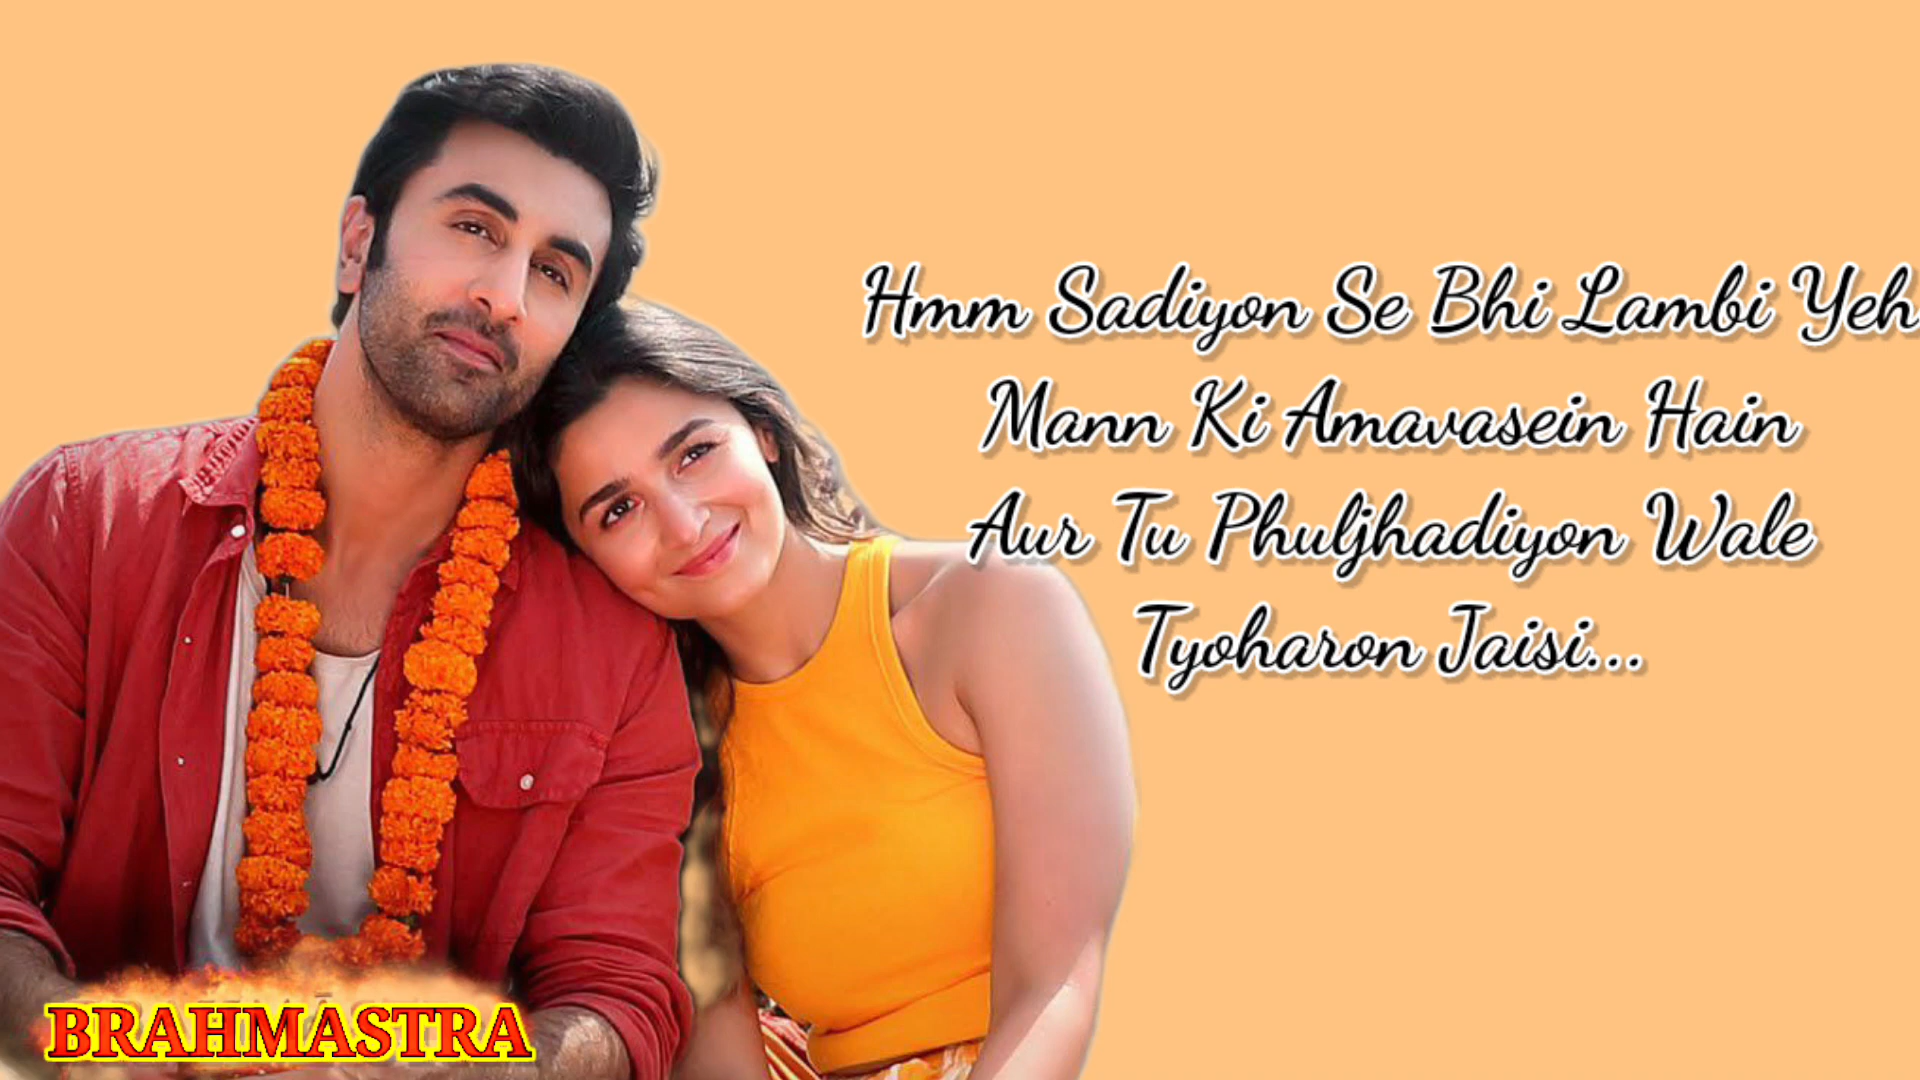 Hmm Sadiyon Se Bhi Lambi Yeh
Mann Ki Amavasein Hain
Aur Tu Phuljhadiyon Wale
Tyoharon Jaisi...
BRAHMASTRA